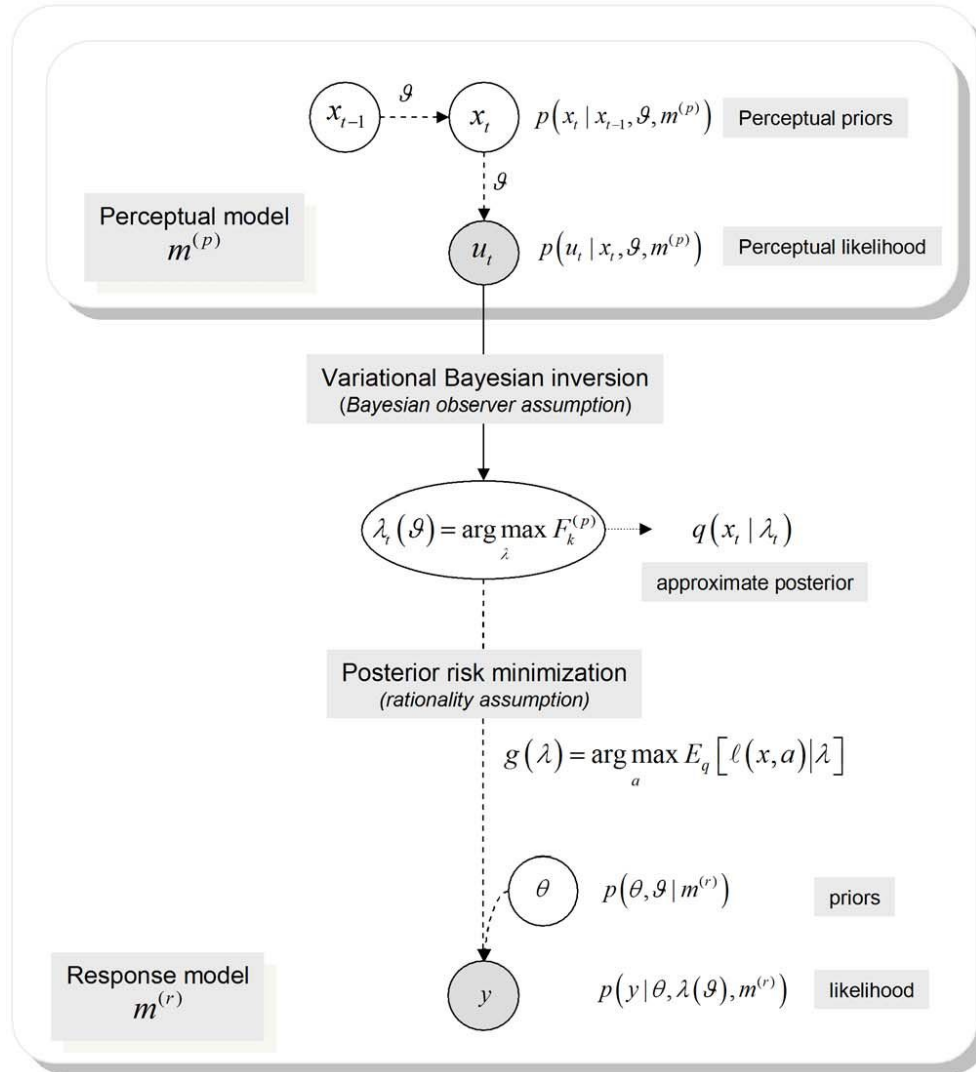 ϑ
x_{t−1} x_t p(x_t | x_{t−1}, ϑ, m^{(p)}) Perceptual priors
ϑ
Perceptual model
m^{(p)}
u_t p(u_t | x_t, ϑ, m^{(p)}) Perceptual likelihood
Variational Bayesian inversion
(Bayesian observer assumption)
λ_t(ϑ) = arg max F_k^{(p)} q(x_t | λ_t)
λ
approximate posterior
Posterior risk minimization
(rationality assumption)
g(λ) = arg max E_q[ℓ(x, a)|λ]
a
θ p(θ, ϑ | m^{(r)}) priors
Response model
m^{(r)}
y p(y | θ, λ(ϑ), m^{(r)}) likelihood